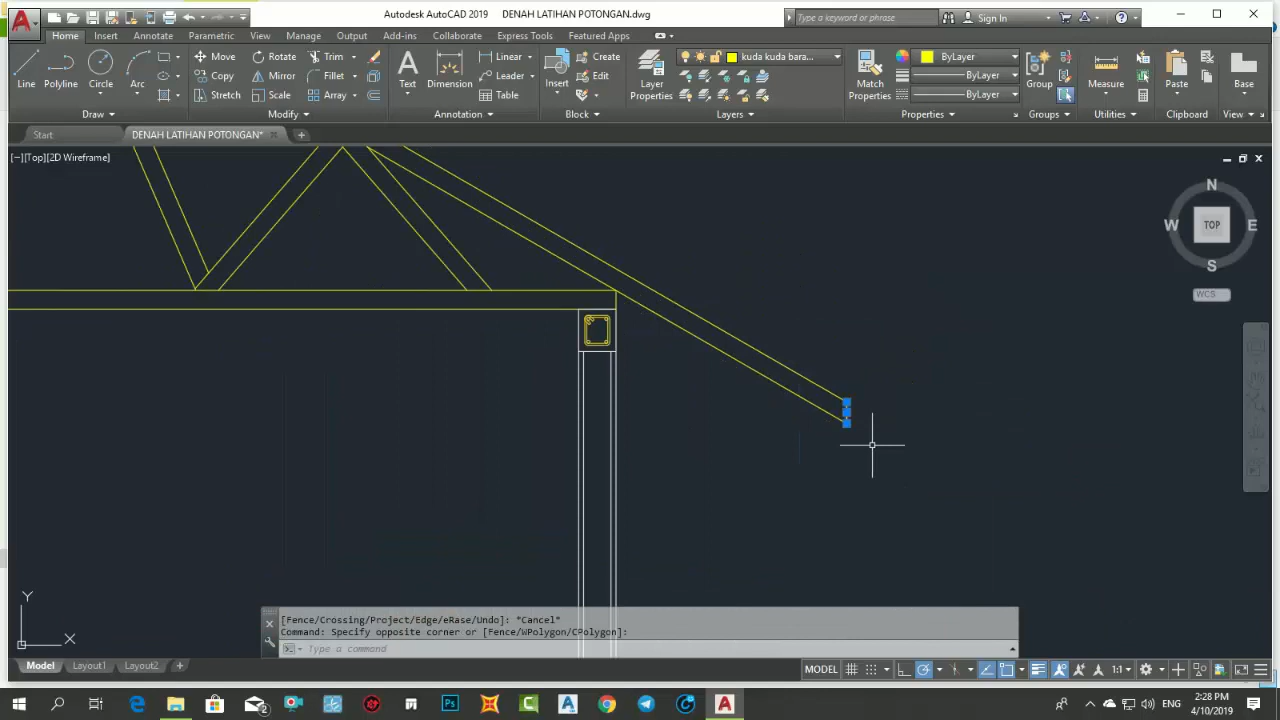 Autodesk AutoCAD 2019 DENAH LATIHAN POTONGAN.dwg
Type a keyword or phrase
Sign In
Home Insert Annotate Parametric View Manage Output Add-ins Collaborate Express Tools Featured Apps
Move Rotate Trim
Copy Mirror Fillet
Stretch Scale Array
Line Polyline Circle Arc
Text Dimension
Linear
Leader
Table
Insert
Create
Edit
Layer
Properties
kuda kuda bara...
Match
Properties
ByLayer
ByLayer
ByLayer
Group
Measure
Paste
Base
Draw Modify Annotation Block Layers Properties Groups Utilities Clipboard View
Start DENAH LATIHAN POTONGAN*
[−][Top][2D Wireframe]
N
W TOP E
S
WCS
Y
X
[Fence/Crossing/Project/Edge/eRase/Undo]: *Cancel*
Command: Specify opposite corner or [Fence/WPolygon/CPolygon]:
Type a command
Model Layout1 Layout2
MODEL
1:1
2
Ps
ENG
2:28 PM
4/10/2019